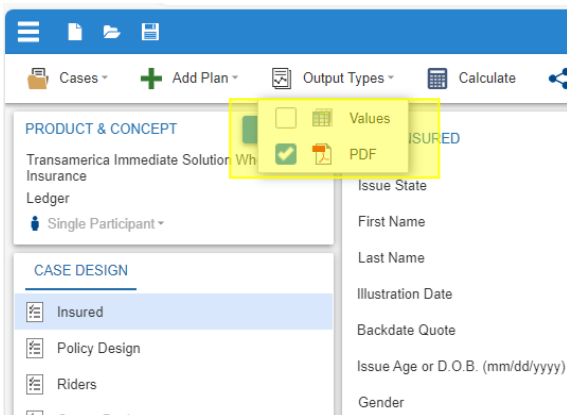 Cases
Add Plan
Output Types
Calculate
Values
PDF
PRODUCT & CONCEPT
Transamerica Immediate Solution Wh
Insurance
Ledger
Single Participant
CASE DESIGN
Insured
Policy Design
Riders
INSURED
Issue State
First Name
Last Name
Illustration Date
Backdate Quote
Issue Age or D.O.B. (mm/dd/yyyy)
Gender